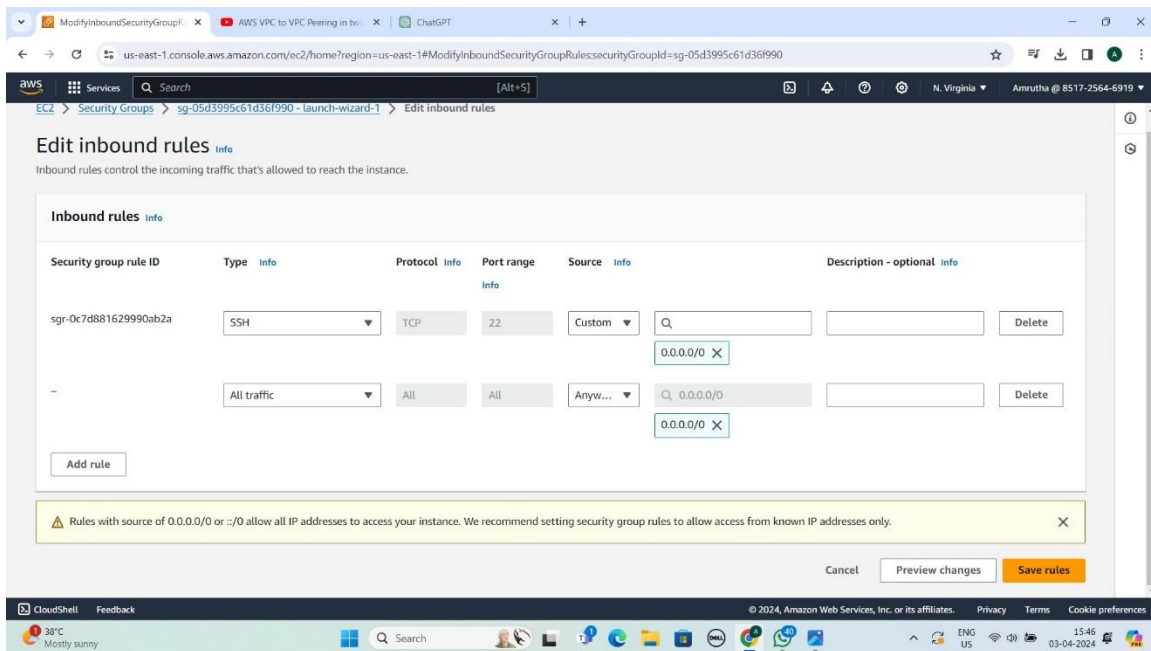 ModifyInboundSecurityGroupR
AWS VPC to VPC Peering in tw
ChatGPT
us-east-1.console.aws.amazon.com/ec2/home?region=us-east-1#ModifyInboundSecurityGroupRules:securityGroupId=sg-05d3995c61d36f990
A
aws Services Search [Alt+S] N. Virginia Amrutha @ 8517-2564-6919
EC2 > Security Groups > sg-05d3995c61d36f990 - launch-wizard-1 > Edit inbound rules
Edit inbound rules Info
Inbound rules control the incoming traffic that's allowed to reach the instance.
Inbound rules Info
Security group rule ID Type Info Protocol Info Port range Source Info Description - optional Info
Info
sgr-0c7d881629990ab2a SSH TCP 22 Custom Delete
0.0.0.0/0
– All traffic All All Anyw... 0.0.0.0/0 Delete
0.0.0.0/0
Add rule
Rules with source of 0.0.0.0/0 or ::/0 allow all IP addresses to access your instance. We recommend setting security group rules to allow access from known IP addresses only.
Cancel Preview changes Save rules
CloudShell Feedback © 2024, Amazon Web Services, Inc. or its affiliates. Privacy Terms Cookie preferences
1 38°C Search DELL 40 ENG 15:46
Mostly sunny US 03-04-2024